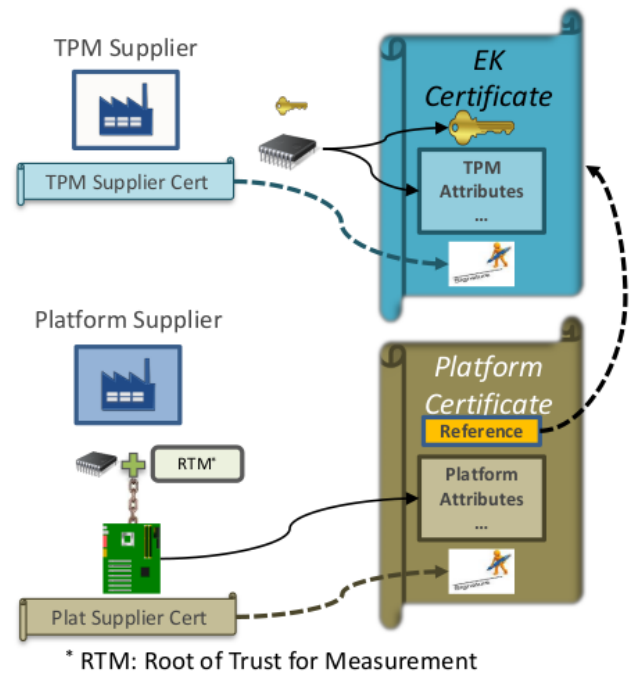 TPM Supplier
EK
Certificate
TPM
Attributes
...
TPM Supplier Cert
Signature
Platform Supplier
Platform
Certificate
Reference
RTM*
Platform
Attributes
...
Signature
Plat Supplier Cert
* RTM: Root of Trust for Measurement